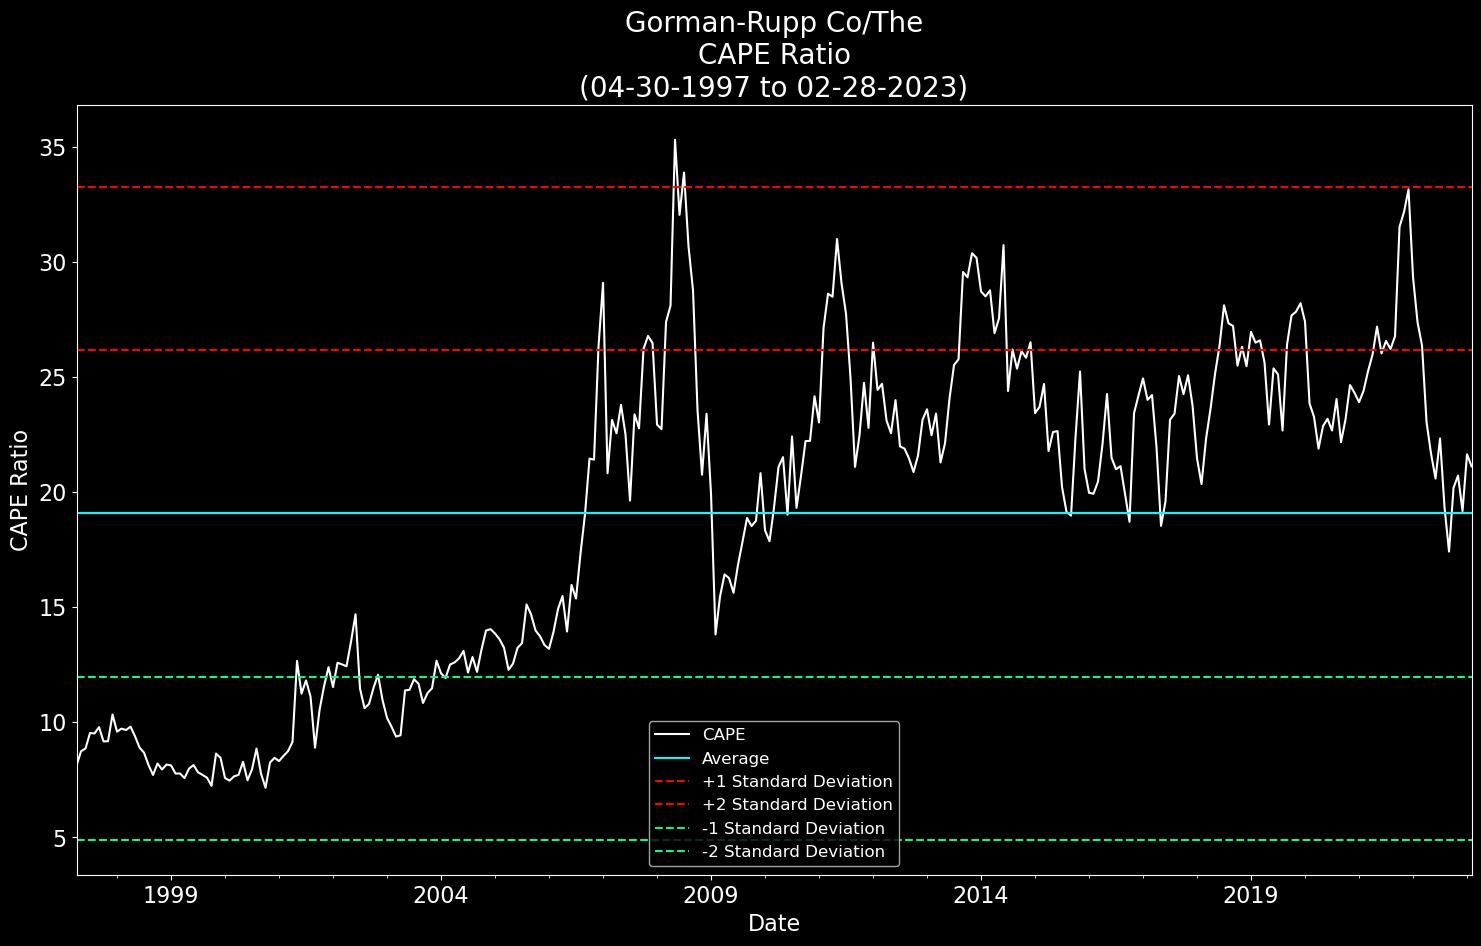 Gorman-Rupp Co/The
CAPE Ratio
(04-30-1997 to 02-28-2023)
35
30
25
20
15
10
5
CAPE Ratio
CAPE
Average
+1 Standard Deviation
+2 Standard Deviation
-1 Standard Deviation
-2 Standard Deviation
1999 2004 2009 2014 2019
Date